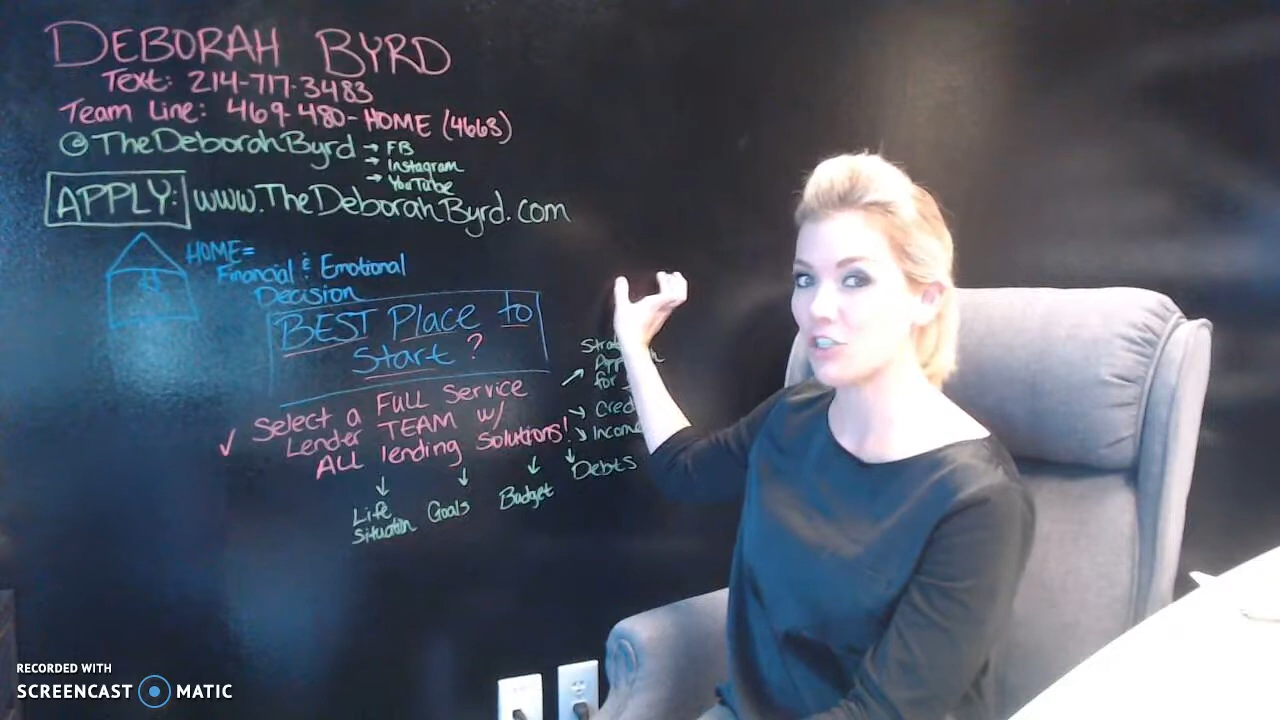 DEBORAH BYRD
Text: 214-717-3483
Team Line: 469-480-HOME (4663)
@TheDeborahByrd → FB
→ Instagram
→ YouTube
APPLY: www.TheDeborahByrd.com
HOME=
Financial & Emotional
Decision
BEST Place to
Start?
✓ Select a FULL Service
Lender TEAM w/
ALL lending Solutions!
Life
Situation
Goals
Budget
Debts
for
RECORDED WITH
SCREENCAST MATIC